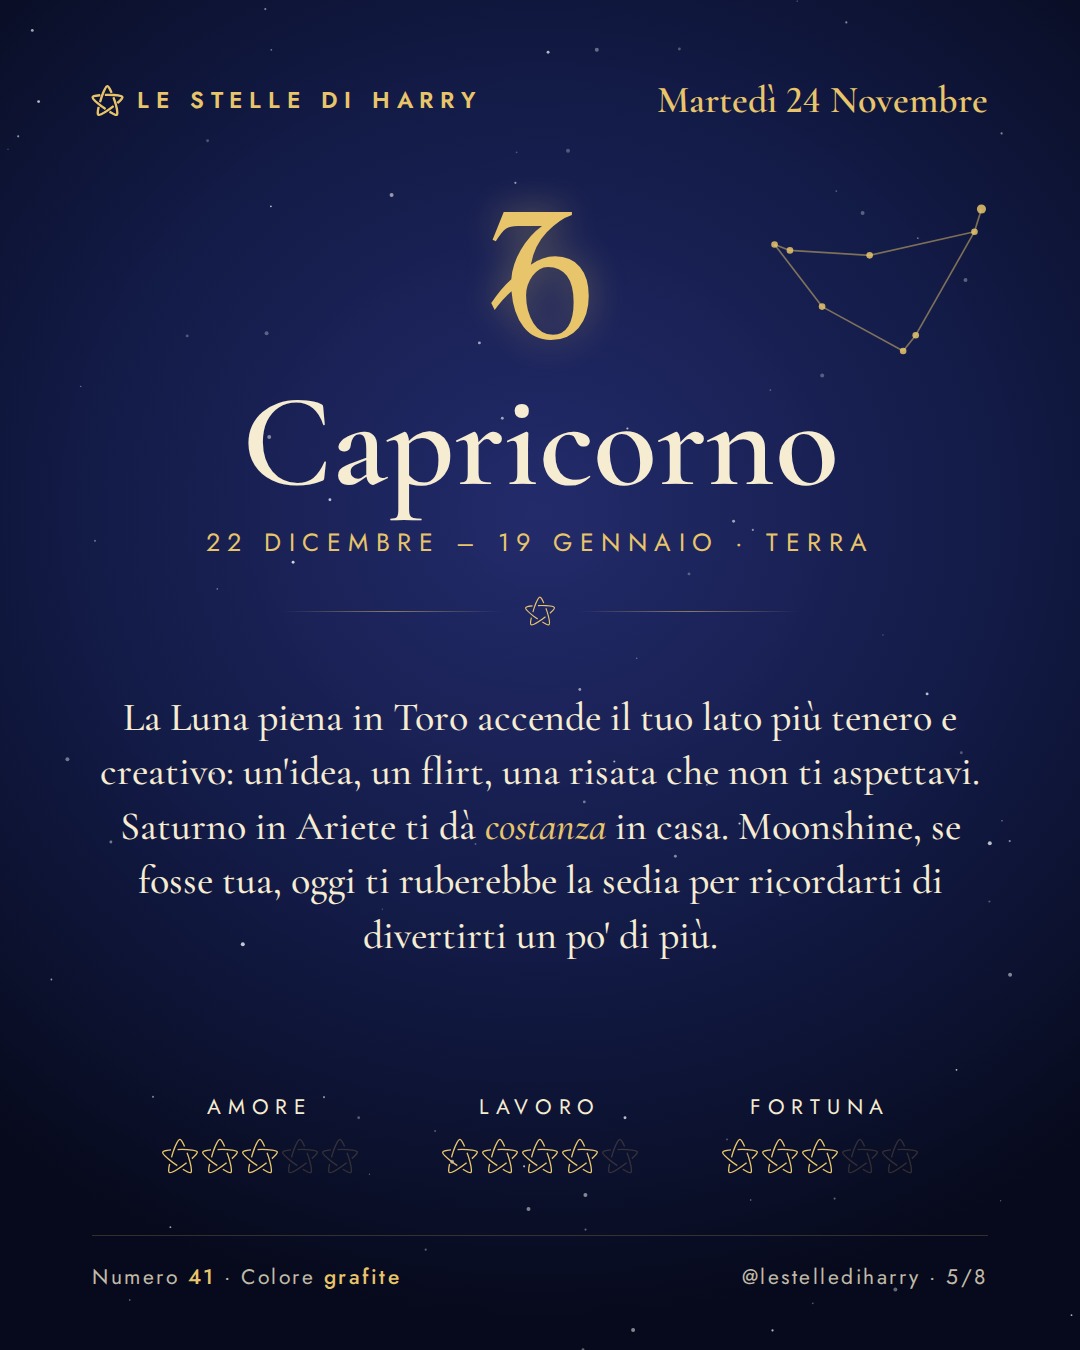 LE STELLE DI HARRY
Martedì 24 Novembre
Capricorno
22 DICEMBRE – 19 GENNAIO · TERRA
La Luna piena in Toro accende il tuo lato più tenero e
creativo: un'idea, un flirt, una risata che non ti aspettavi.
Saturno in Ariete ti dà costanza in casa. Moonshine, se
fosse tua, oggi ti ruberebbe la sedia per ricordarti di
divertirti un po' di più.
AMORE
LAVORO
FORTUNA
Numero 41 · Colore grafite
@lestellediharry · 5/8